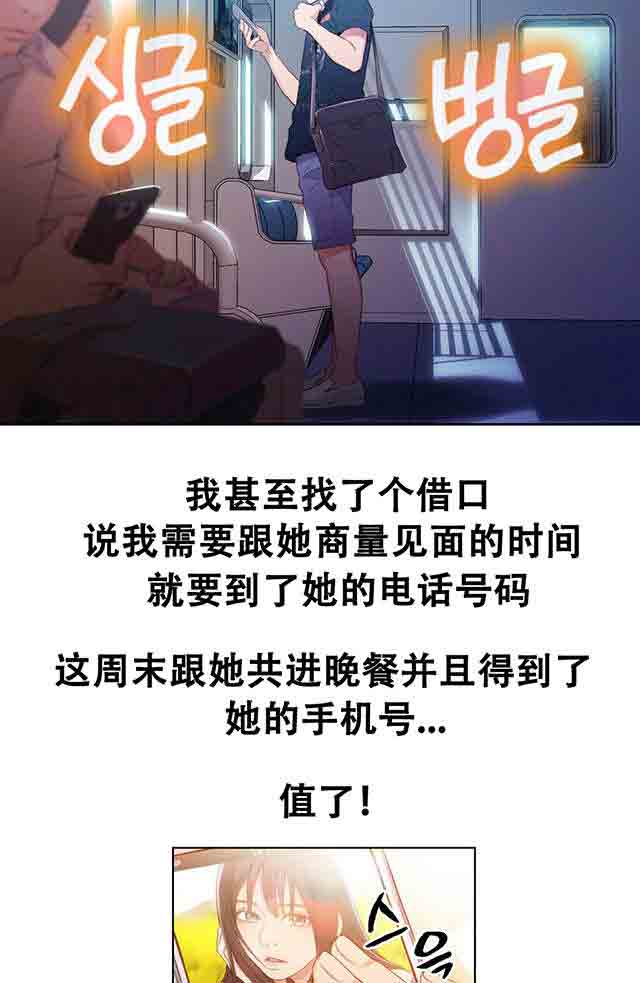 싱글
벙글
我甚至找了个借口
说我需要跟她商量见面的时间
就要到了她的电话号码
这周末跟她共进晚餐并且得到了
她的手机号...
值了！
스윽